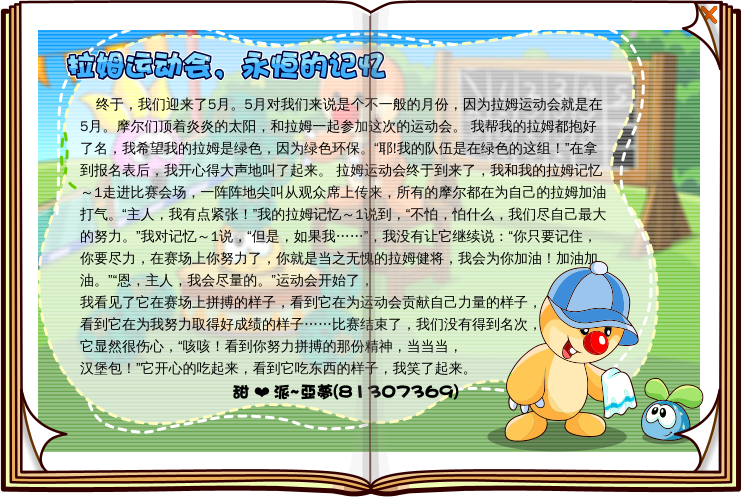 拉姆运动会，永恒的记忆
终于，我们迎来了5月。5月对我们来说是个不一般的月份，因为拉姆运动会就是在
5月。摩尔们顶着炎炎的太阳，和拉姆一起参加这次的运动会。 我帮我的拉姆都抱好
了名，我希望我的拉姆是绿色，因为绿色环保。“耶!我的队伍是在绿色的这组！”在拿
到报名表后，我开心得大声地叫了起来。 拉姆运动会终于到来了，我和我的拉姆记忆
～1走进比赛会场，一阵阵地尖叫从观众席上传来，所有的摩尔都在为自己的拉姆加油
打气。“主人，我有点紧张！”我的拉姆记忆～1说到，“不怕，怕什么，我们尽自己最大
的努力。”我对记忆～1说，“但是，如果我……”，我没有让它继续说：“你只要记住，
你要尽力，在赛场上你努力了，你就是当之无愧的拉姆健将，我会为你加油！加油加
油。”“恩，主人，我会尽量的。”运动会开始了，
我看见了它在赛场上拼搏的样子，看到它在为运动会贡献自己力量的样子，
看到它在为我努力取得好成绩的样子……比赛结束了，我们没有得到名次，
它显然很伤心，“咳咳！看到你努力拼搏的那份精神，当当当，
汉堡包！”它开心的吃起来，看到它吃东西的样子，我笑了起来。
甜❤派~亞夢(81307369)